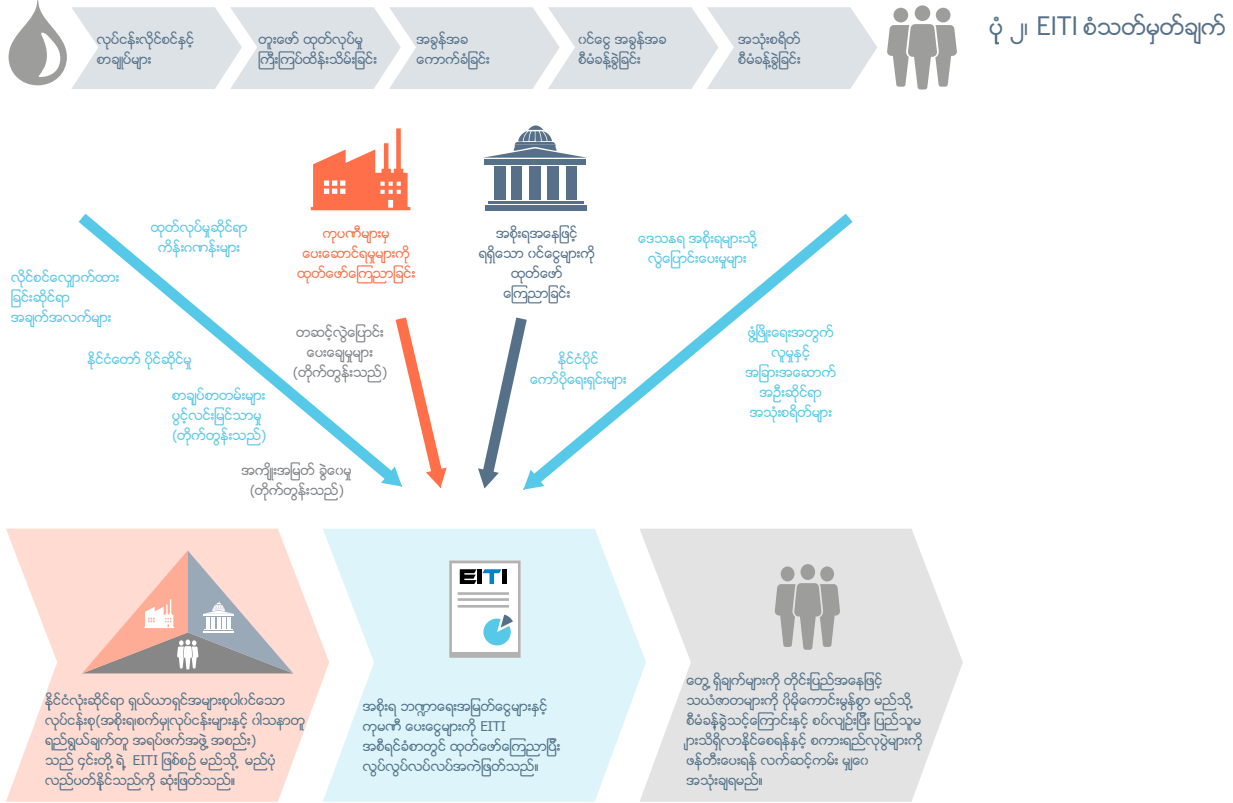 ပုံ ၂။ EITI စံသတ်မှတ်ချက်
လုပ်ငန်းလိုင်စင်နှင့်
စာချုပ်များ
တူးဖော် ထုတ်လုပ်မှု
ကြီးကြပ်ထိန်းသိမ်းခြင်း
အခွန်အခ
ကောက်ခံခြင်း
ဝင်ငွေ အခွန်အခ
စီမံခန့်ခွဲခြင်း
အသုံးစရိတ်
စီမံခန့်ခွဲခြင်း
ထုတ်လုပ်မှုဆိုင်ရာ
ကိန်းဂဏန်းများ
လိုင်စင်လျှောက်ထား
ခြင်းဆိုင်ရာ
အချက်အလက်များ
နိုင်ငံတော် ပိုင်ဆိုင်မှု
စာချုပ်စာတမ်းများ
ပွင့်လင်းမြင်သာမှု
(တိုက်တွန်းသည်)
အကျိုးအမြတ် ခွဲဝေမှု
(တိုက်တွန်းသည်)
ကုပဏီများမှ
ပေးဆောင်ရမှုများကို
ထုတ်ဖော်ကြေညာခြင်း
တဆင့်လွှဲပြောင်း
ပေးချေမှုများ
(တိုက်တွန်းသည်)
အစိုးရအနေဖြင့်
ရရှိသော ဝင်ငွေများကို
ထုတ်ဖော်
ကြေညာခြင်း
နိုင်ငံပိုင်
ကော်ပိုရေးရှင်းများ
ဒေသန္တရ အစိုးရများသို့
လွှဲပြောင်းပေးမှုများ
ဖွံ့ဖြိုးရေးအတွက်
လူမှုနှင့်
အခြားအဆောက်
အဦးဆိုင်ရာ
အသုံးစရိတ်များ
နိုင်ငံလုံးဆိုင်ရာ ရှယ်ယာရှင်အများစုပါဝင်သော
လုပ်ငန်းစု(အစိုးရ၊စက်မှုလုပ်ငန်းများနှင့် ဝါသနာတူ
ရည်ရွယ်ချက်တူ အရပ်ဖက်အဖွဲ့ အစည်း)
သည် ၄င်းတို့ ရဲ့ EITI ဖြစ်စဉ် မည်သို့ မည်ပုံ
လည်ပတ်နိုင်သည်ကို ဆုံးဖြတ်သည်။
EITI
အစိုးရ ဘဏ္ဍာရေးအမြတ်ငွေများနှင့်
ကုမဏီ ပေးငွေများကို EITI
အစီရင်ခံစာတွင် ထုတ်ဖော်ကြေညာပြီး
လွပ်လွပ်လပ်လပ်အကဲဖြတ်သည်။
တွေ့ ရှိချက်များကို တိုင်းပြည်အနေဖြင့်
သယံဇာတများကို ပိုမိုကောင်းမွန်စွာ မည်သို့
စီမံခန့်ခွဲသင့်ကြောင်းနှင့် စပ်လျဉ်းပြီး ပြည်သူမ
ျားသိရှိလာနိုင်စေရန်နှင့် စကားရည်လုပွဲများကို
ဖန်တီးပေးရန် လက်ဆင့်ကမ်း မျှဝေ
အသုံးချရမည်။